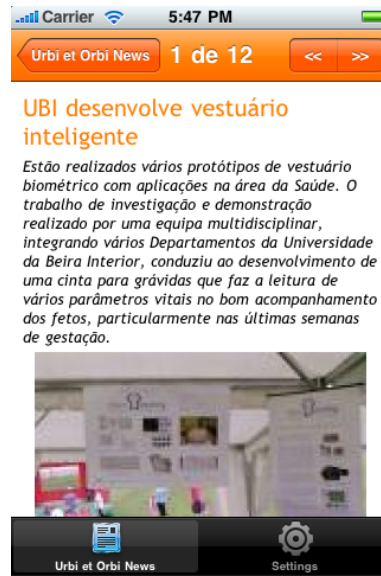 Carrier 5:47 PM
Urbi et Orbi News 1 de 12 << >>
UBI desenvolve vestuário
inteligente
Estão realizados vários protótipos de vestuário
biométrico com aplicações na área da Saúde. O
trabalho de investigação e demonstração
realizado por uma equipa multidisciplinar,
integrando vários Departamentos da Universidade
da Beira Interior, conduziu ao desenvolvimento de
uma cinta para grávidas que faz a leitura de
vários parâmetros vitais no bom acompanhamento
dos fetos, particularmente nas últimas semanas
de gestação.
Urbi et Orbi News Settings